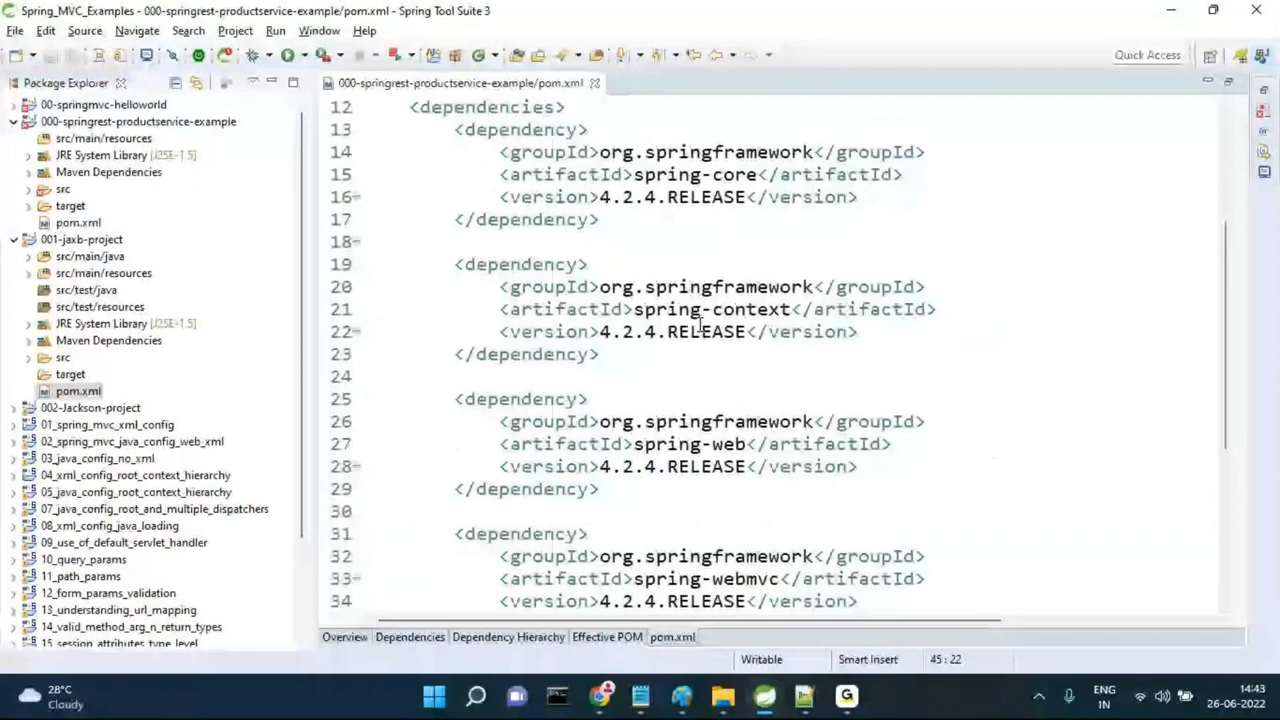 Spring_MVC_Examples - 000-springrest-productservice-example/pom.xml - Spring Tool Suite 3
File Edit Source Navigate Search Project Run Window Help
Quick Access
Package Explorer
00-springmvc-helloworld
000-springrest-productservice-example
src/main/resources
JRE System Library [J2SE-1.5]
Maven Dependencies
src
target
pom.xml
001-jaxb-project
src/main/java
src/main/resources
src/test/java
src/test/resources
JRE System Library [J2SE-1.5]
Maven Dependencies
src
target
pom.xml
002-Jackson-project
01_spring_mvc_xml_config
02_spring_mvc_java_config_web_xml
03_java_config_no_xml
04_xml_config_root_context_hierarchy
05_java_config_root_context_hierarchy
07_java_config_root_and_multiple_dispatchers
08_xml_config_java_loading
09_use_of_default_servlet_handler
10_query_params
11_path_params
12_form_params_validation
13_understanding_url_mapping
14_valid_method_arg_n_return_types
15_session_attributes_type_level
000-springrest-productservice-example/pom.xml
12 <dependencies>
13 <dependency>
14 <groupId>org.springframework</groupId>
15 <artifactId>spring-core</artifactId>
16 <version>4.2.4.RELEASE</version>
17 </dependency>
18
19 <dependency>
20 <groupId>org.springframework</groupId>
21 <artifactId>spring-context</artifactId>
22 <version>4.2.4.RELEASE</version>
23 </dependency>
24
25 <dependency>
26 <groupId>org.springframework</groupId>
27 <artifactId>spring-web</artifactId>
28 <version>4.2.4.RELEASE</version>
29 </dependency>
30
31 <dependency>
32 <groupId>org.springframework</groupId>
33 <artifactId>spring-webmvc</artifactId>
34 <version>4.2.4.RELEASE</version>
Overview Dependencies Dependency Hierarchy Effective POM pom.xml
Writable Smart Insert 45 : 22
28°C
Cloudy
ENG
IN
14:43
26-06-2022